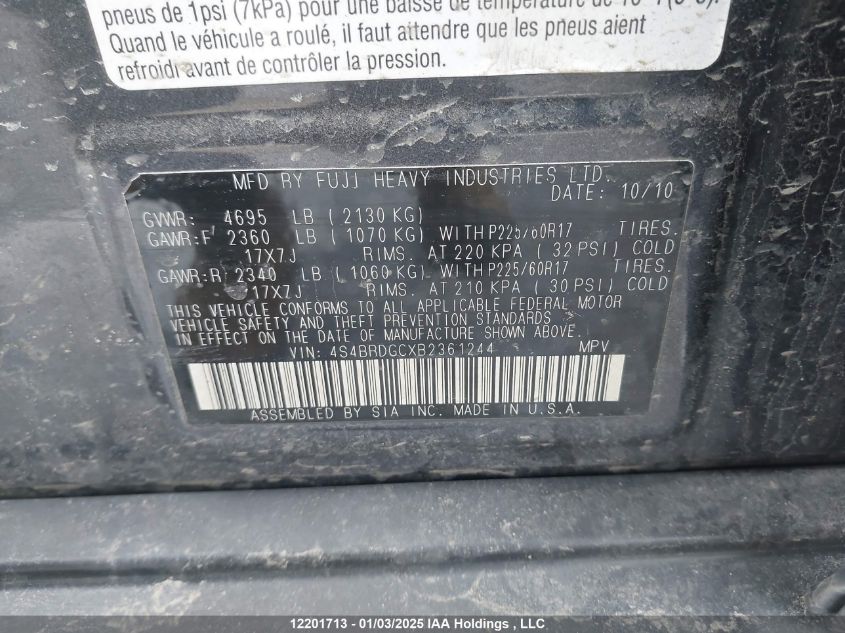 pneus de 1psi (7kPa) pour une baisse de température de 10°F(6°C).
Quand le véhicule a roulé, il faut attendre que les pneus aient
refroidi avant de contrôler la pression.
MFD BY FUJI HEAVY INDUSTRIES LTD.
DATE: 10/10
GVWR: 4695 LB ( 2130 KG)
GAWR:F 2360 LB ( 1070 KG) WITH P225/60R17 TIRES.
17X7J RIMS. AT 220 KPA ( 32 PSI) COLD
GAWR:R 2340 LB ( 1060 KG) WITH P225/60R17 TIRES.
17X7J RIMS. AT 210 KPA ( 30 PSI) COLD
THIS VEHICLE CONFORMS TO ALL APPLICABLE FEDERAL MOTOR
VEHICLE SAFETY AND THEFT PREVENTION STANDARDS
IN EFFECT ON THE DATE OF MANUFACTURE SHOWN ABOVE.
VIN: 4S4BRDGCXB2361244 MPV
ASSEMBLED BY SIA INC. MADE IN U.S.A.
12201713 - 01/03/2025 IAA Holdings , LLC